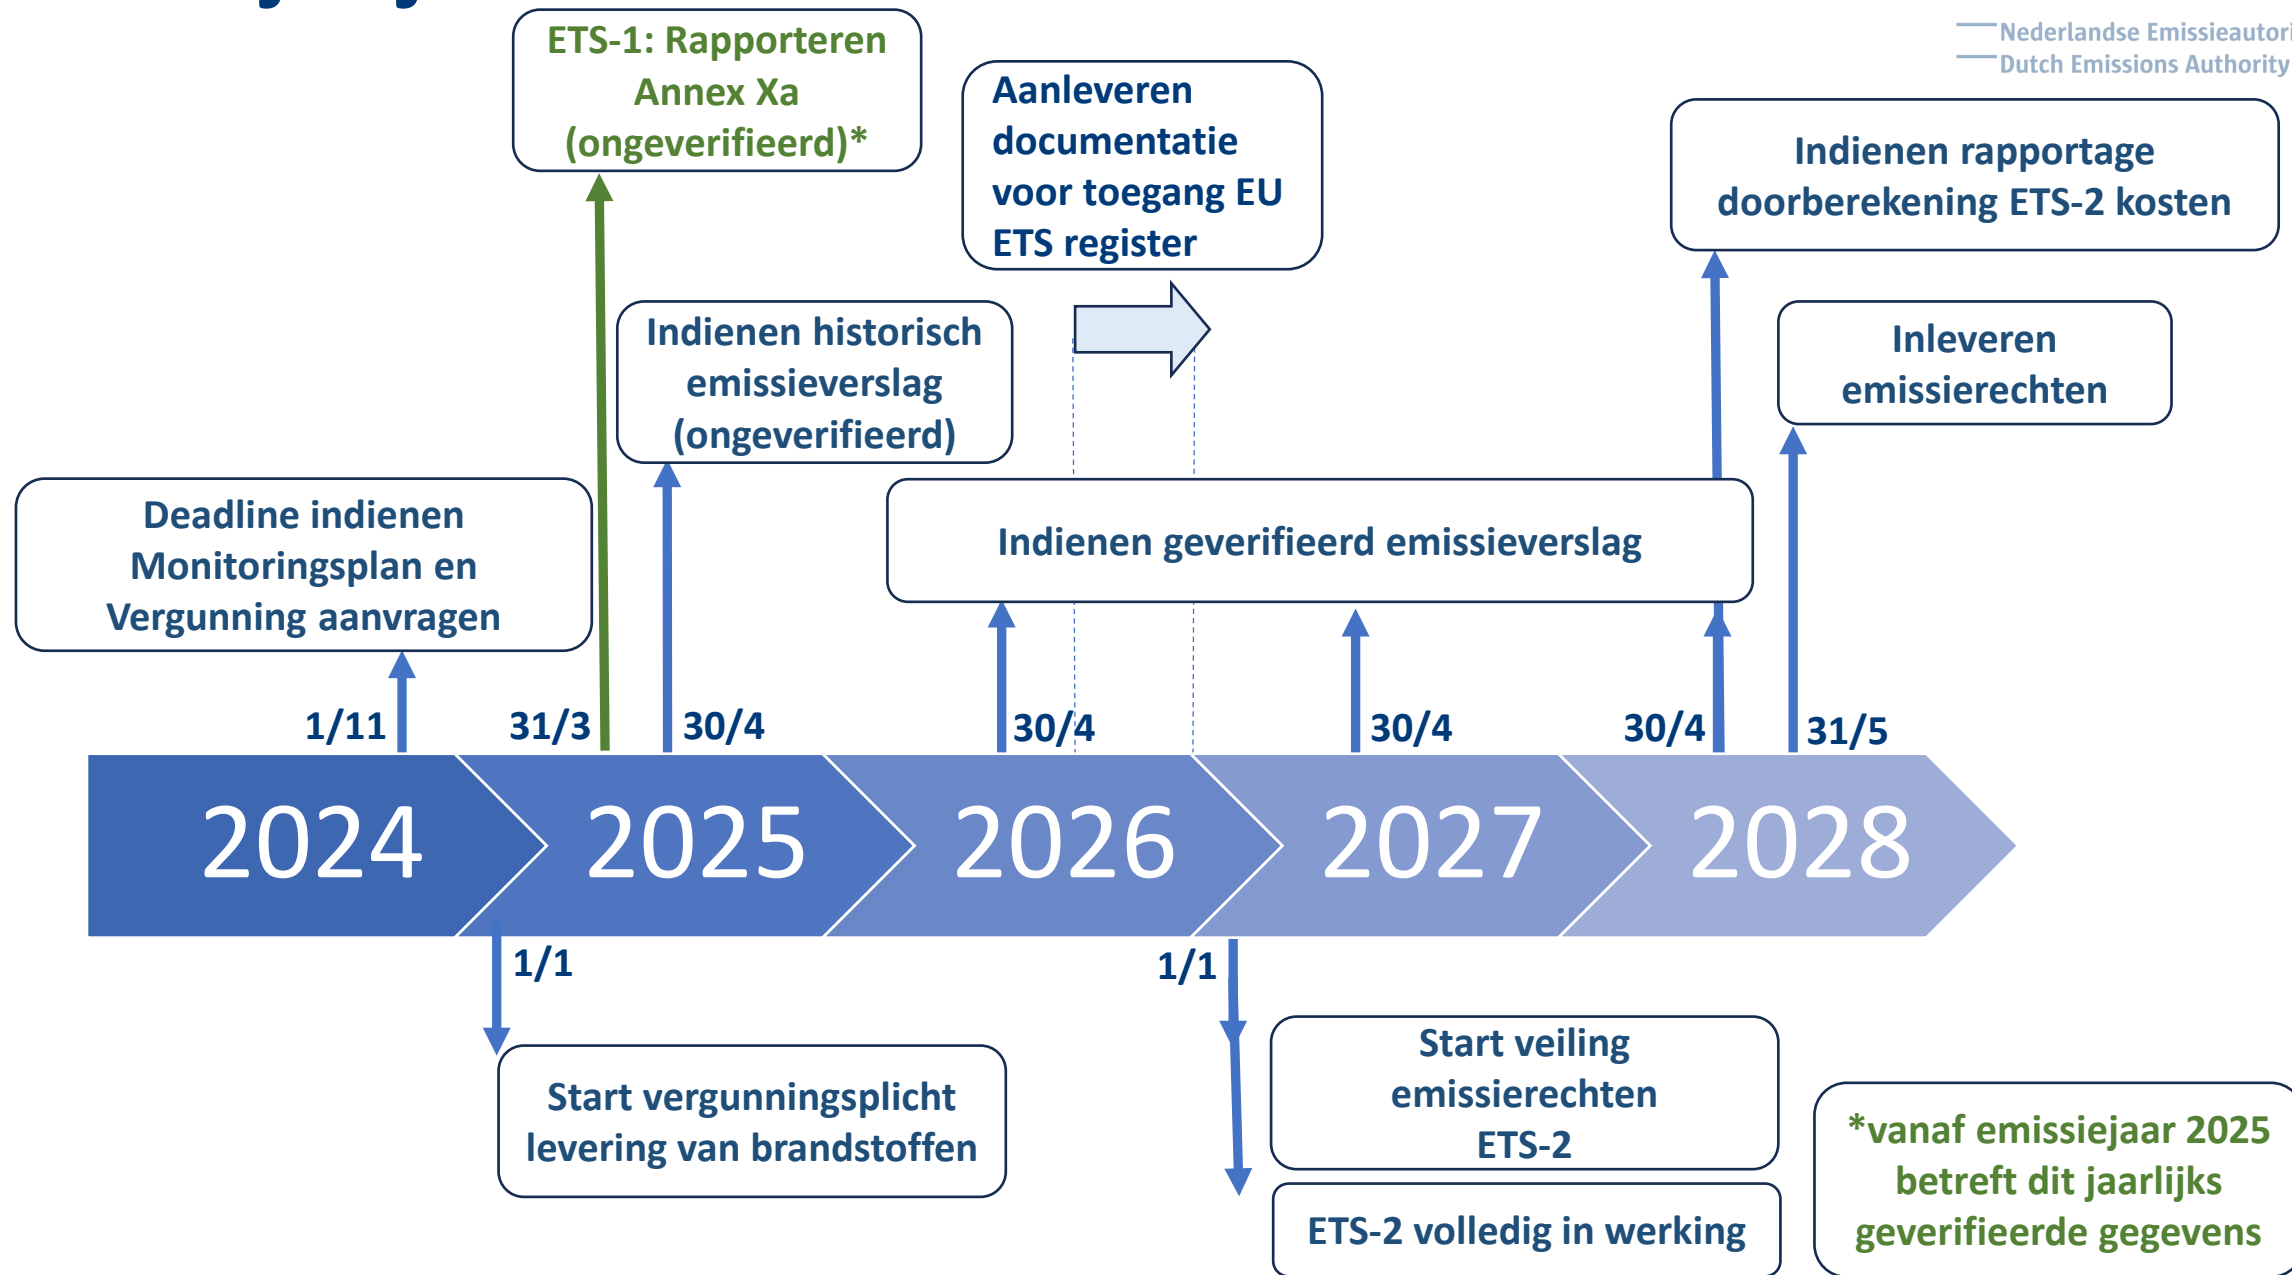 Nederlandse Emissieautori
Dutch Emissions Authority
ETS-1: Rapporteren
Annex Xa
(ongeverifieerd)*
Aanleveren
documentatie
voor toegang EU
ETS register
Indienen rapportage
doorberekening ETS-2 kosten
Indienen historisch
emissieverslag
(ongeverifieerd)
Inleveren
emissierechten
Deadline indienen
Monitoringsplan en
Vergunning aanvragen
Indienen geverifieerd emissieverslag
1/11
31/3
30/4
30/4
30/4
30/4
31/5
2024
2025
2026
2027
2028
1/1
1/1
Start vergunningsplicht
levering van brandstoffen
Start veiling
emissierechten
ETS-2
ETS-2 volledig in werking
*vanaf emissiejaar 2025
betreft dit jaarlijks
geverifieerde gegevens